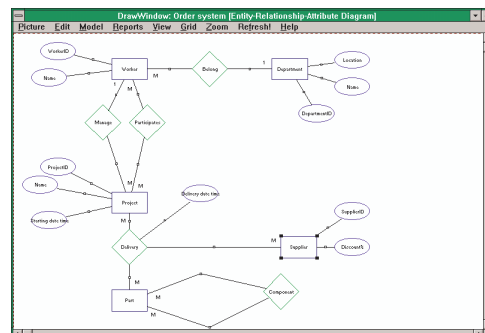 DrawWindow: Order system [Entity-Relationship-Attribute Diagram]
Picture Edit Model Reports View Grid Zoom Refresh! Help
WorkerID
Name
Worker
M
Belong
1
Department
Location
Name
DepartmentID
1
M
Manage
Participates
ProjectID
Name
Starting date time
M
M
Project
M
Delivery date time
Delivery
M
Supplier
SupplierID
Discount%
M
Part
M
M
Component